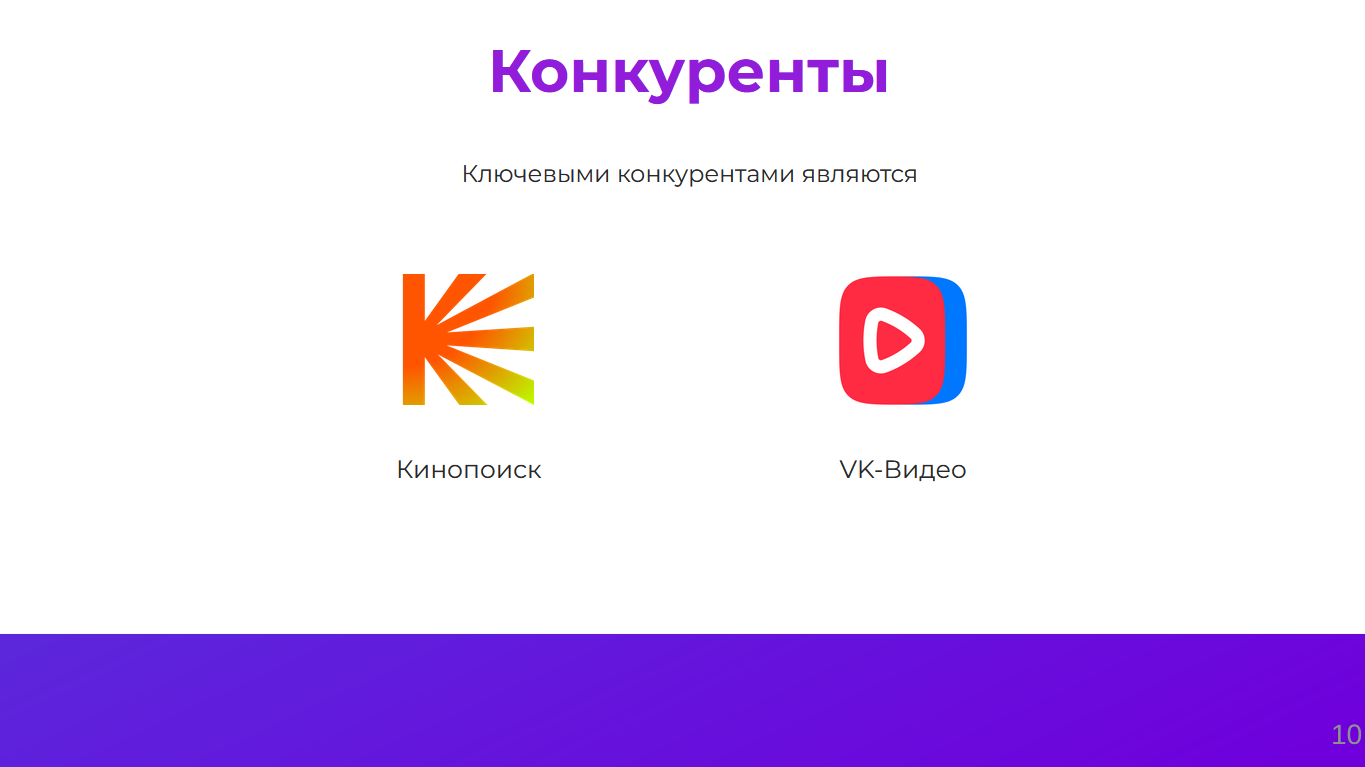 Конкуренты
Ключевыми конкурентами являются
Кинопоиск
VK-Видео
10